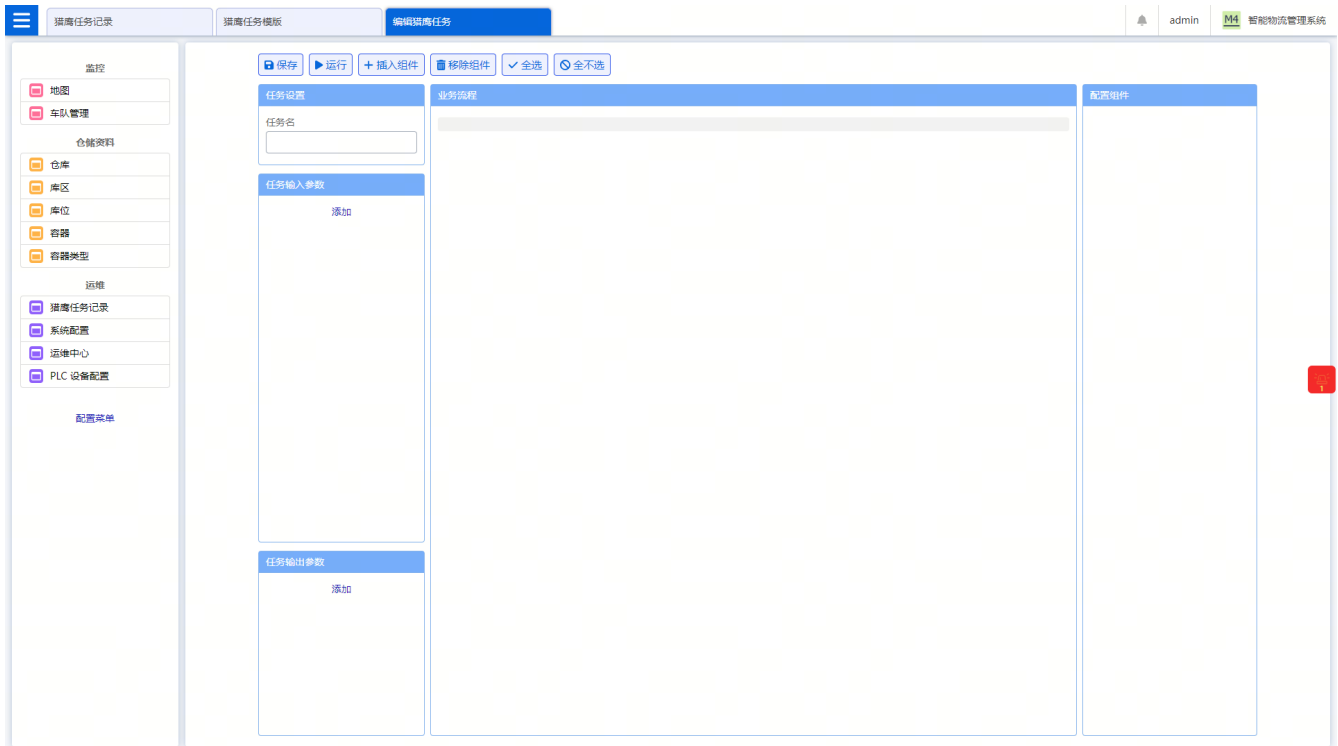 猎鹰任务记录 猎鹰任务模版 编辑猎鹰任务 admin M4 智能物流管理系统
监控
地图
车队管理
仓储资料
仓库
库区
库位
容器
容器类型
运维
猎鹰任务记录
系统配置
运维中心
PLC 设备配置
配置菜单
保存 运行 插入组件 移除组件 全选 全不选
任务设置
任务名
任务输入参数
添加
任务输出参数
添加
业务流程
配置组件
1